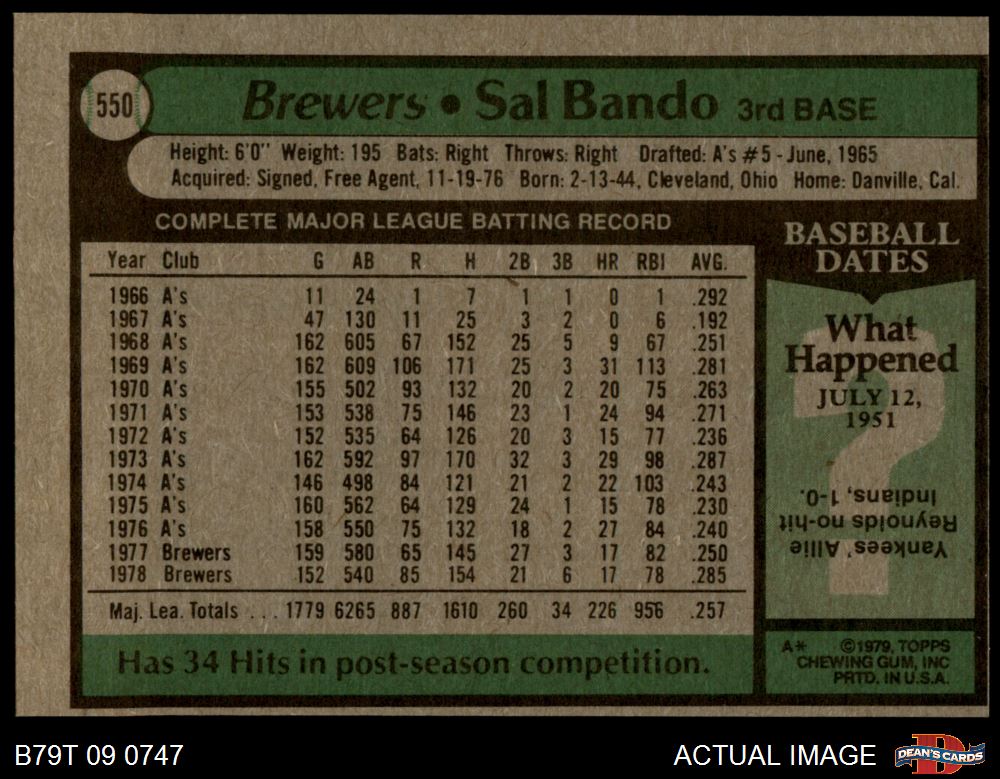 550 Brewers • Sal Bando 3rd BASE
Height: 6'0" Weight: 195 Bats: Right Throws: Right Drafted: A's #5 - June, 1965
Acquired: Signed, Free Agent, 11-19-76 Born: 2-13-44, Cleveland, Ohio Home: Danville, Cal.
COMPLETE MAJOR LEAGUE BATTING RECORD
Year Club G AB R H 2B 3B HR RBI AVG.
1966 A's 11 24 1 7 1 1 0 1 .292
1967 A's 47 130 11 25 3 2 0 6 .192
1968 A's 162 605 67 152 25 5 9 67 .251
1969 A's 162 609 106 171 25 3 31 113 .281
1970 A's 155 502 93 132 20 2 20 75 .263
1971 A's 153 538 75 146 23 1 24 94 .271
1972 A's 152 535 64 126 20 3 15 77 .236
1973 A's 162 592 97 170 32 3 29 98 .287
1974 A's 146 498 84 121 21 2 22 103 .243
1975 A's 160 562 64 129 24 1 15 78 .230
1976 A's 158 550 75 132 18 2 27 84 .240
1977 Brewers 159 580 65 145 27 3 17 82 .250
1978 Brewers 152 540 85 154 21 6 17 78 .285
Maj. Lea. Totals . . . 1779 6265 887 1610 260 34 226 956 .257
Has 34 Hits in post-season competition.
BASEBALL
DATES
What
Happened
JULY 12,
1951
Yankees' Allie
Reynolds no-hit
Indians, 1-0.
A* ©1979, TOPPS
CHEWING GUM, INC
PRTD. IN U.S.A.
B79T 09 0747
ACTUAL IMAGE
DEAN'S CARDS